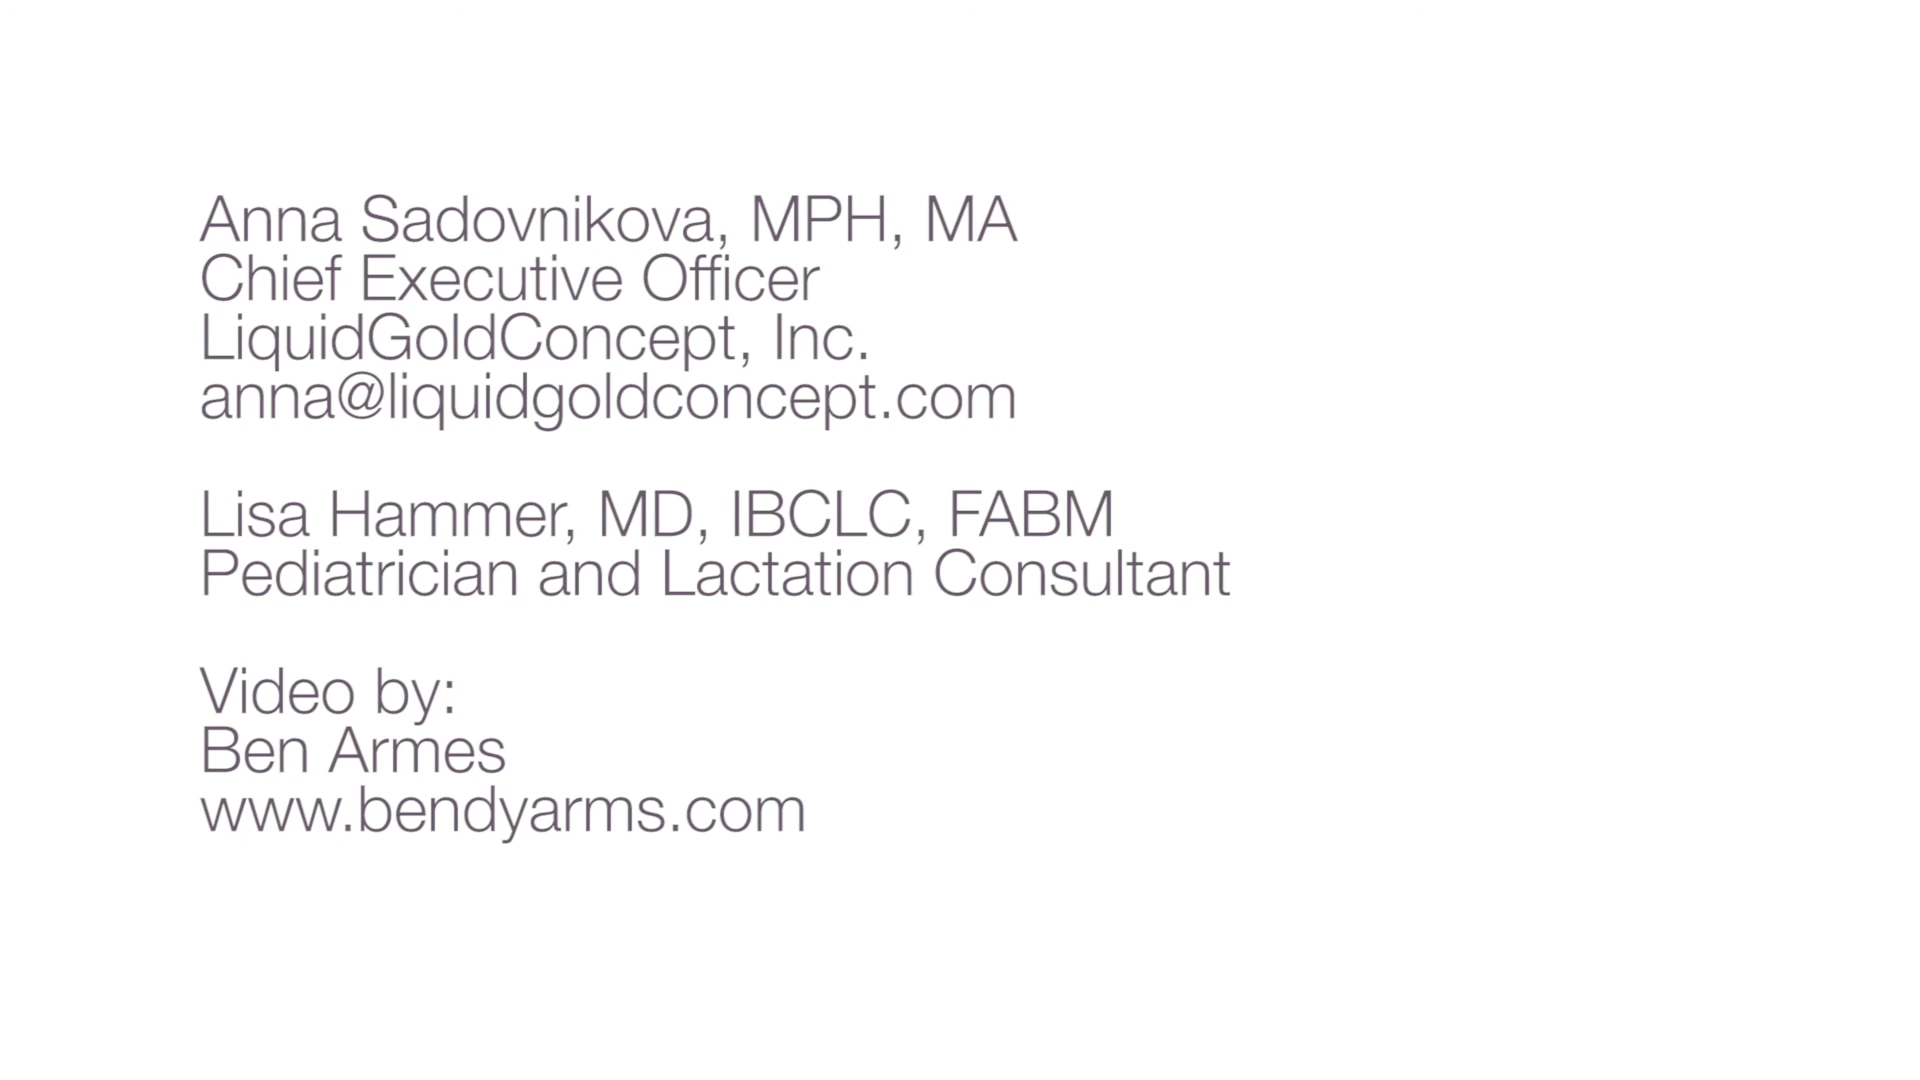 Anna Sadovnikova, MPH, MA
Chief Executive Officer
LiquidGoldConcept, Inc.
anna@liquidgoldconcept.com
Lisa Hammer, MD, IBCLC, FABM
Pediatrician and Lactation Consultant
Video by:
Ben Armes
www.bendyarms.com